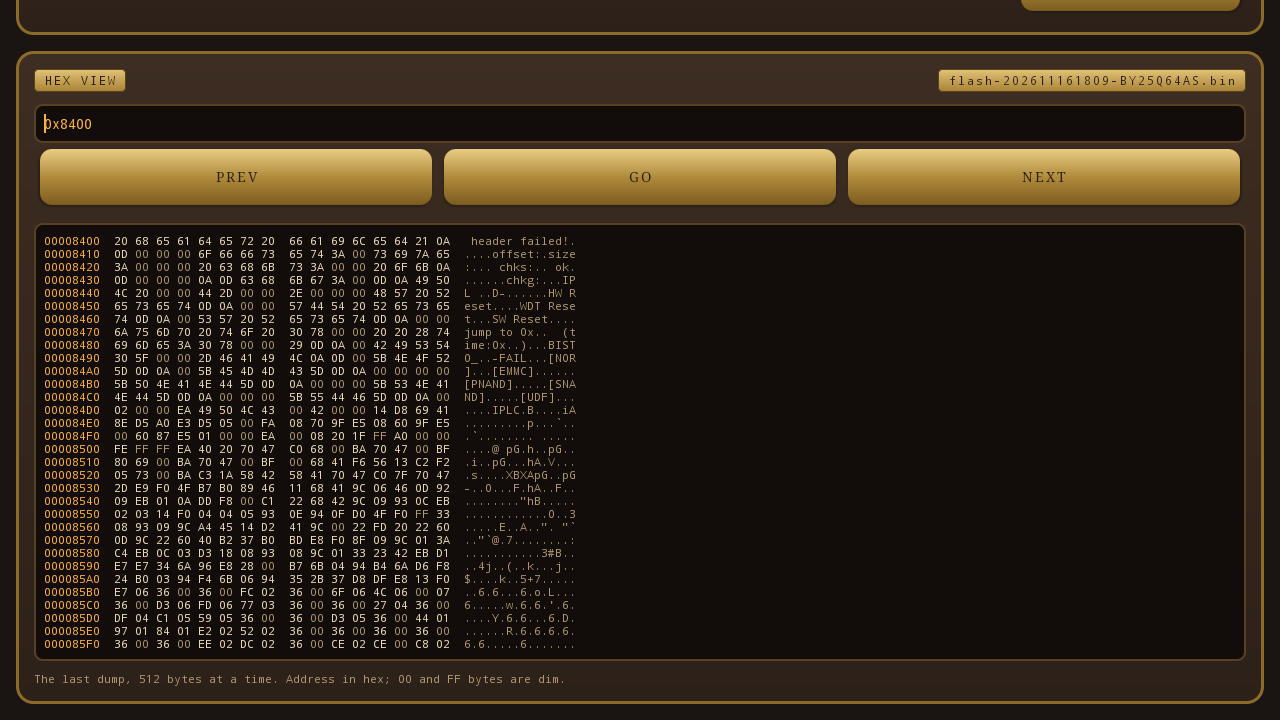 HEX VIEW
flash-202611161809-BY25Q64AS.bin
0x8400
PREV
GO
NEXT
00008400  20 68 65 61 64 65 72 20  66 61 69 6C 65 64 21 0A   header failed!.
00008410  0D 00 00 00 6F 66 66 73  65 74 3A 00 73 69 7A 65  ....offset:.size
00008420  3A 00 00 00 20 63 68 6B  73 3A 00 00 20 6F 6B 0A  :... chks:.. ok.
00008430  0D 00 00 00 0A 0D 63 68  6B 67 3A 00 0D 0A 49 50  ......chkg:...IP
00008440  4C 20 00 00 44 2D 00 00  2E 00 00 00 48 57 20 52  L ..D-......HW R
00008450  65 73 65 74 0D 0A 00 00  57 44 54 20 52 65 73 65  eset....WDT Rese
00008460  74 0D 0A 00 53 57 20 52  65 73 65 74 0D 0A 00 00  t...SW Reset....
00008470  6A 75 6D 70 20 74 6F 20  30 78 00 00 20 20 28 74  jump to 0x..  (t
00008480  69 6D 65 3A 30 78 00 00  29 0D 0A 00 42 49 53 54  ime:0x..)...BIST
00008490  30 5F 00 00 2D 46 41 49  4C 0A 0D 00 5B 4E 4F 52  0_..-FAIL...[NOR
000084A0  5D 0D 0A 00 5B 45 4D 4D  43 5D 0D 0A 00 00 00 00  ]...[EMMC]......
000084B0  5B 50 4E 41 4E 44 5D 0D  0A 00 00 00 5B 53 4E 41  [PNAND].....[SNA
000084C0  4E 44 5D 0D 0A 00 00 00  5B 55 44 46 5D 0D 0A 00  ND].....[UDF]...
000084D0  02 00 00 EA 49 50 4C 43  00 42 00 00 14 D8 69 41  ....IPLC.B....iA
000084E0  8E D5 A0 E3 D5 05 00 FA  08 70 9F E5 08 60 9F E5  .........p...`..
000084F0  00 60 87 E5 01 00 00 EA  00 08 20 1F FF A0 00 00  .`........ .....
00008500  FE FF FF EA 40 20 70 47  C0 68 00 BA 70 47 00 BF  ....@ pG.h..pG..
00008510  80 69 00 BA 70 47 00 BF  00 68 41 F6 56 13 C2 F2  .i..pG...hA.V...
00008520  05 73 00 BA C3 1A 58 42  58 41 70 47 C0 7F 70 47  .s....XBXApG..pG
00008530  2D E9 F0 4F B7 B0 89 46  11 68 41 9C 06 46 0D 92  -..O...F.hA..F..
00008540  09 EB 01 0A DD F8 00 C1  22 68 42 9C 09 93 0C EB  ........"hB.....
00008550  02 03 14 F0 04 04 05 93  0E 94 0F D0 4F F0 FF 33  ............O..3
00008560  08 93 09 9C A4 45 14 D2  41 9C 00 22 FD 20 22 60  .....E..A..". "`
00008570  0D 9C 22 60 40 B2 37 B0  BD E8 F0 8F 09 9C 01 3A  .."`@.7........:
00008580  C4 EB 0C 03 D3 18 08 93  08 9C 01 33 23 42 EB D1  ...........3#B..
00008590  E7 E7 34 6A 96 E8 28 00  B7 6B 04 94 B4 6A D6 F8  ..4j..(..k...j..
000085A0  24 B0 03 94 F4 6B 06 94  35 2B 37 D8 DF E8 13 F0  $....k..5+7.....
000085B0  E7 06 36 00 36 00 FC 02  36 00 6F 06 4C 06 00 07  ..6.6...6.o.L...
000085C0  36 00 D3 06 FD 06 77 03  36 00 36 00 27 04 36 00  6.....w.6.6.'.6.
000085D0  DF 04 C1 05 59 05 36 00  36 00 D3 05 36 00 44 01  ....Y.6.6...6.D.
000085E0  97 01 84 01 E2 02 52 02  36 00 36 00 36 00 36 00  ......R.6.6.6.6.
000085F0  36 00 36 00 EE 02 DC 02  36 00 CE 02 CE 00 C8 02  6.6.....6.......
The last dump, 512 bytes at a time. Address in hex; 00 and FF bytes are dim.